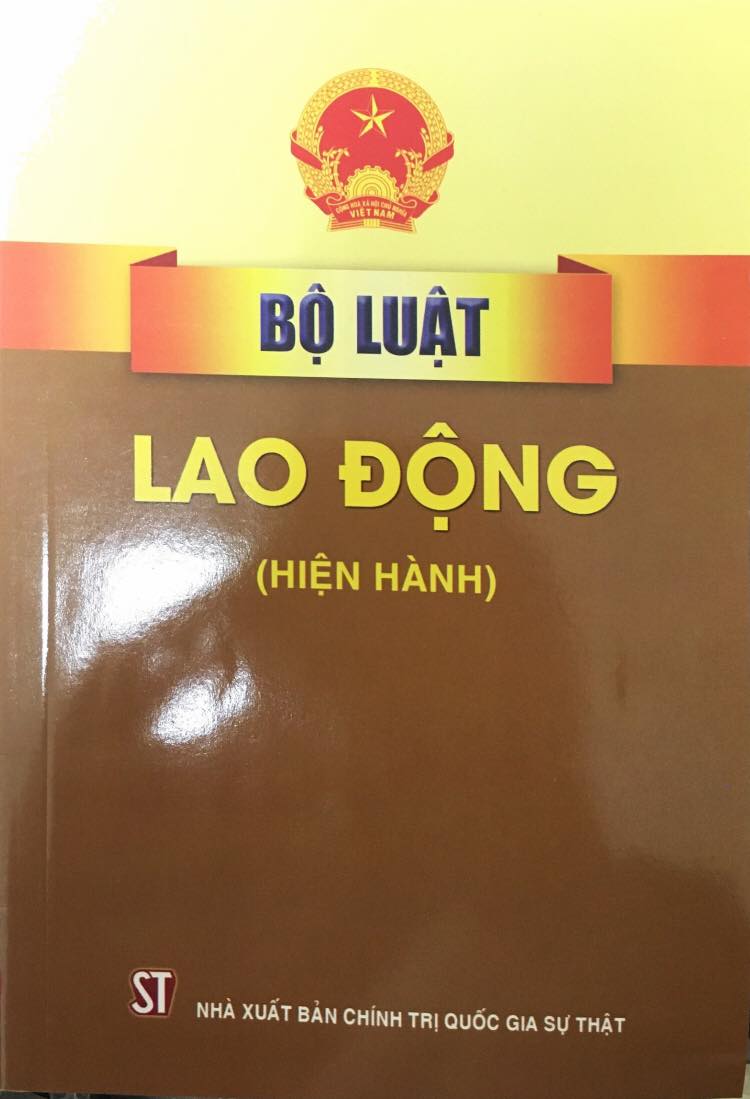 CỘNG HOÀ XÃ HỘI CHỦ NGHĨA
VIỆT NAM
BỘ LUẬT
LAO ĐỘNG
(HIỆN HÀNH)
ST
NHÀ XUẤT BẢN CHÍNH TRỊ QUỐC GIA SỰ THẬT